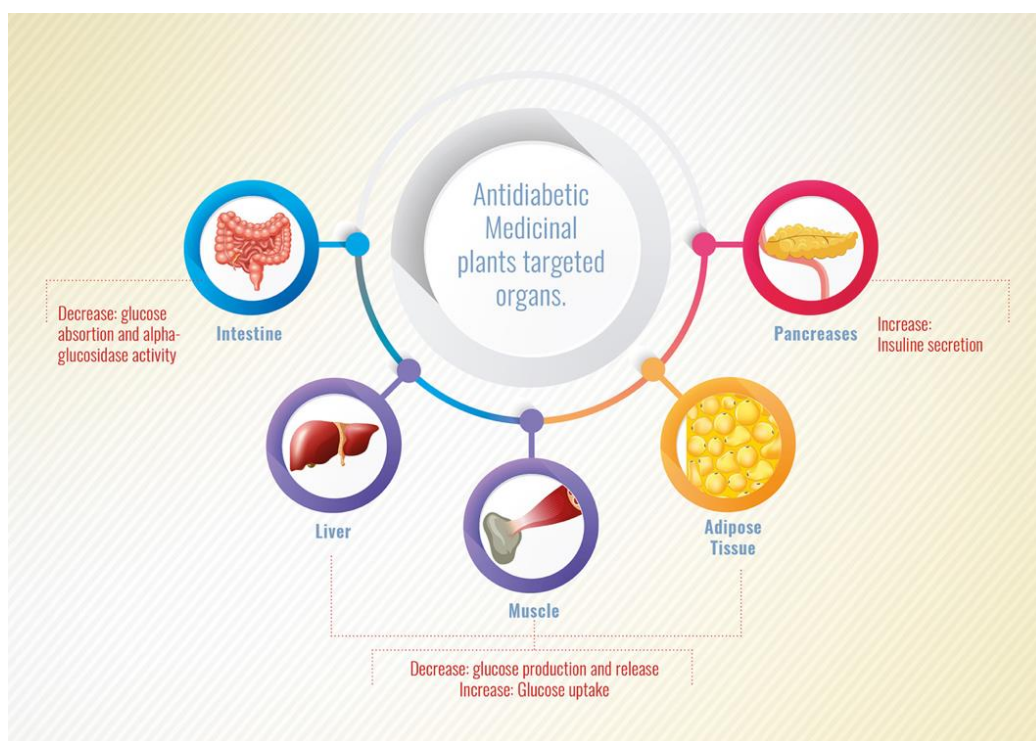 Antidiabetic
Medicinal
plants targeted
organs.
Intestine
Decrease: glucose
absortion and alpha-
glucosidase activity
Pancreases
Increase:
Insuline secretion
Liver
Muscle
Adipose
Tissue
Decrease: glucose production and release
Increase: Glucose uptake